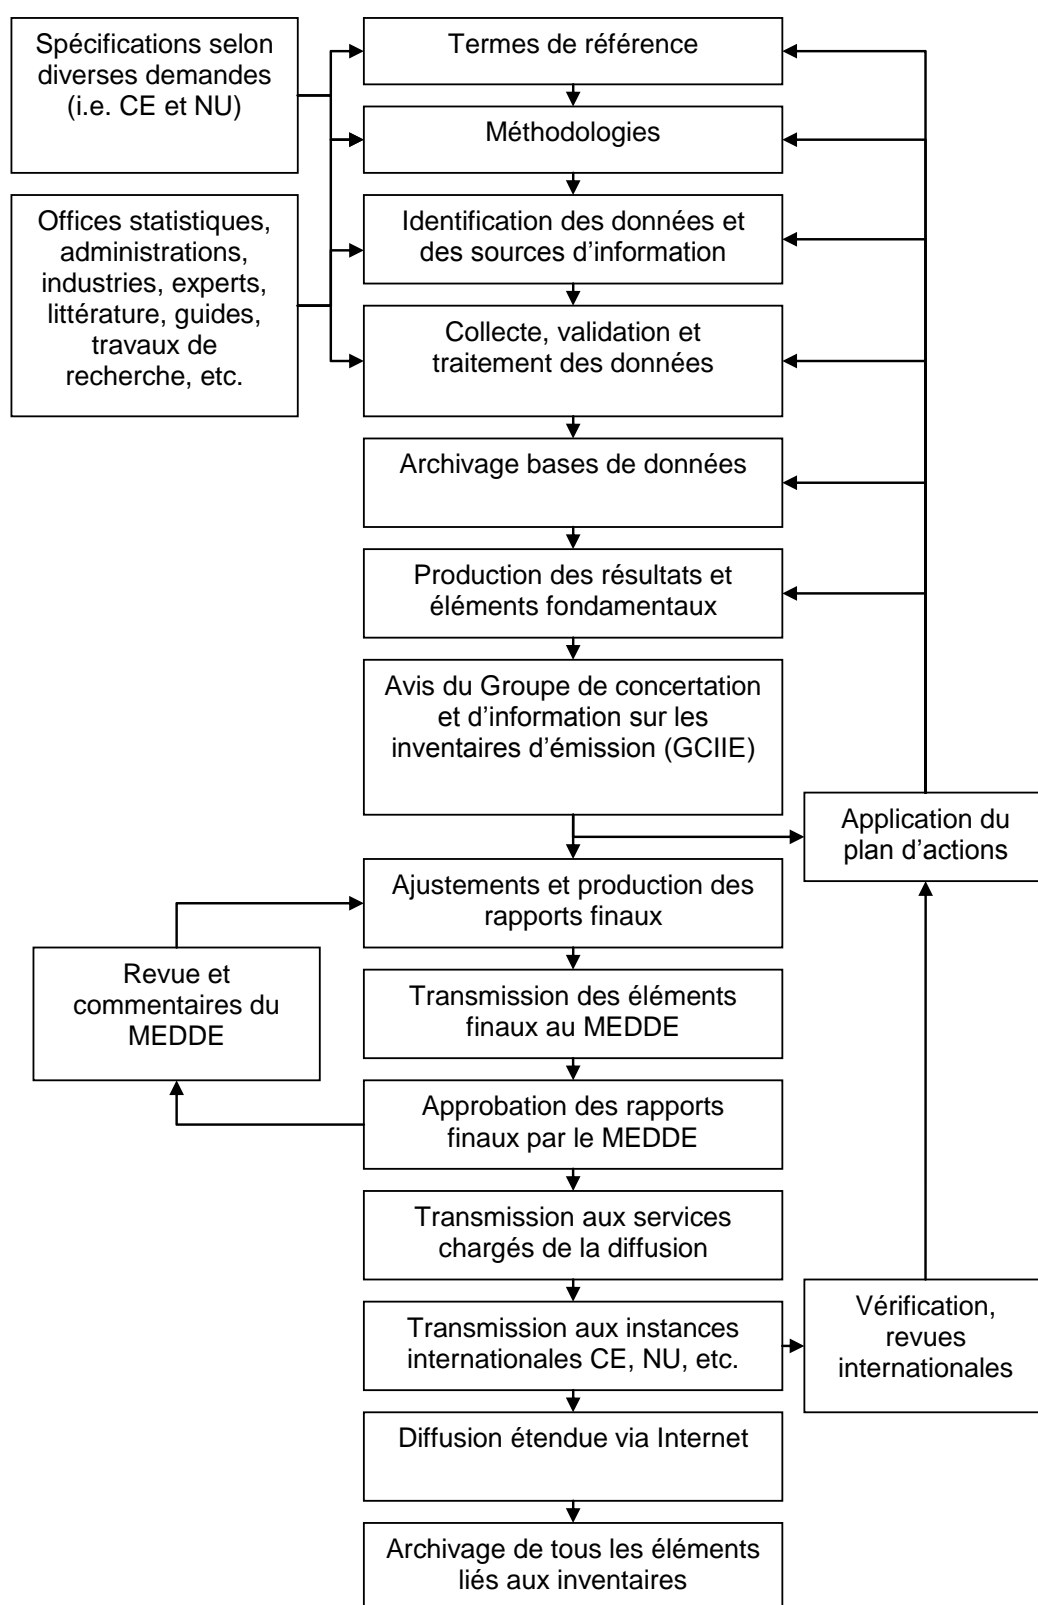 Spécifications selon
diverses demandes
(i.e. CE et NU)
Termes de référence
Méthodologies
Offices statistiques,
administrations,
industries, experts,
littérature, guides,
travaux de
recherche, etc.
Identification des données et
des sources d’information
Collecte, validation et
traitement des données
Archivage bases de données
Production des résultats et
éléments fondamentaux
Avis du Groupe de concertation
et d’information sur les
inventaires d’émission (GCIIE)
Application du
plan d’actions
Ajustements et production des
rapports finaux
Revue et
commentaires du
MEDDE
Transmission des éléments
finaux au MEDDE
Approbation des rapports
finaux par le MEDDE
Transmission aux services
chargés de la diffusion
Transmission aux instances
internationales CE, NU, etc.
Vérification,
revues
internationales
Diffusion étendue via Internet
Archivage de tous les éléments
liés aux inventaires